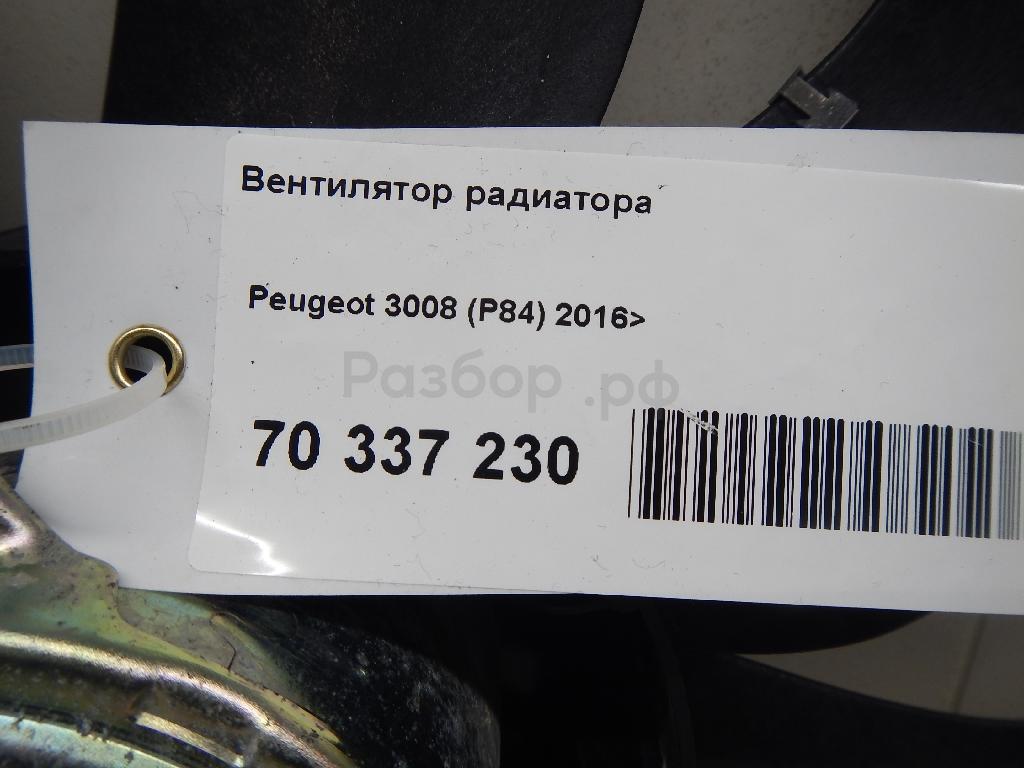 Вентилятор радиатора
Peugeot 3008 (P84) 2016>
Разбор.рф
70 337 230